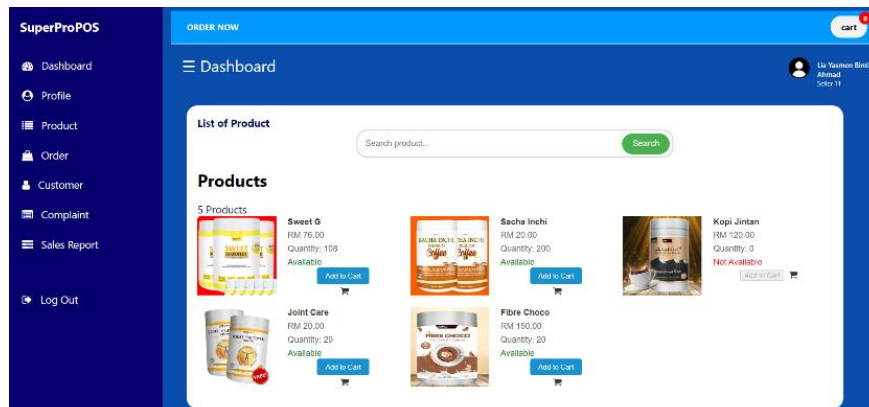 SuperProPOS
Dashboard
Profile
Product
Order
Customer
Complaint
Sales Report
Log Out
ORDER NOW
cart
☰ Dashboard
Lia Yasmon Binti
Ahmad
Seller 11
List of Product
Search product...
Search
Products
5 Products
Sweet G
RM 76.00
Quantity: 108
Available
Add to Cart
Sacha Inchi
RM 20.00
Quantity: 200
Available
Add to Cart
Kopi Jintan
RM 120.00
Quantity: 0
Not Available
Add to Cart
Joint Care
RM 20.00
Quantity: 20
Available
Add to Cart
FIBRE CHOCO
Fibre Choco
RM 150.00
Quantity: 20
Available
Add to Cart